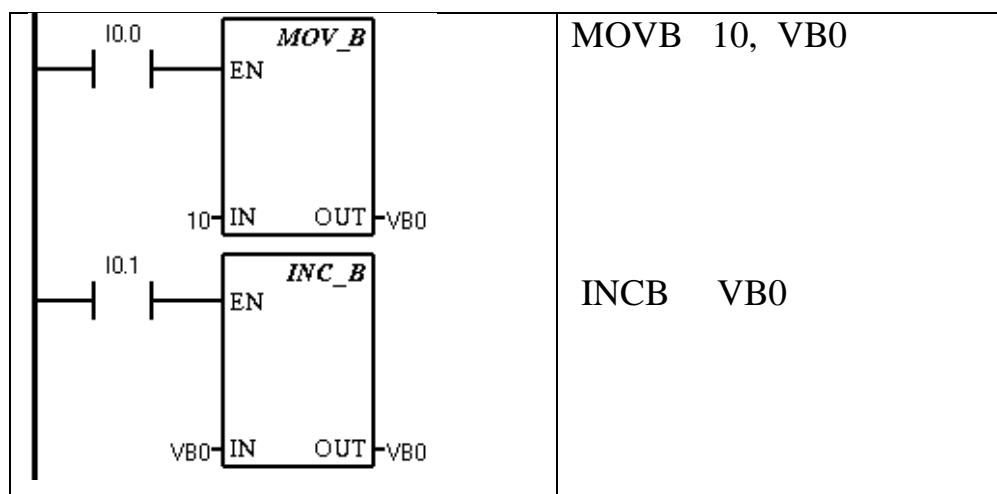 I0.0 MOV_B MOVB 10, VB0
EN
10 IN OUT VB0
I0.1 INC_B
EN INCB VB0
VB0 IN OUT VB0